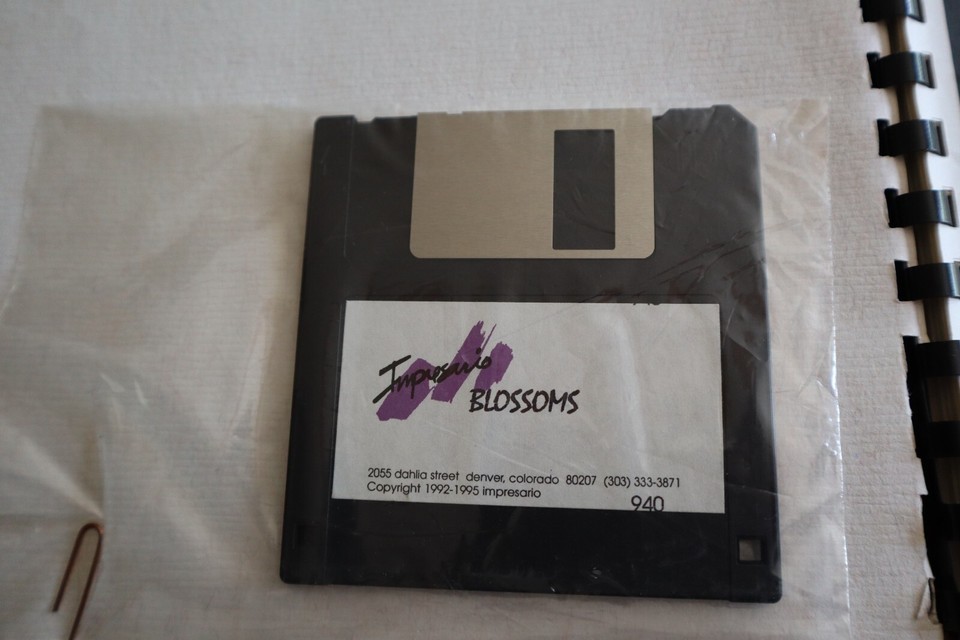 Impresario
BLOSSOMS
2055 dahlia street denver, colorado 80207 (303) 333-3871
Copyright 1992-1995 impresario
940